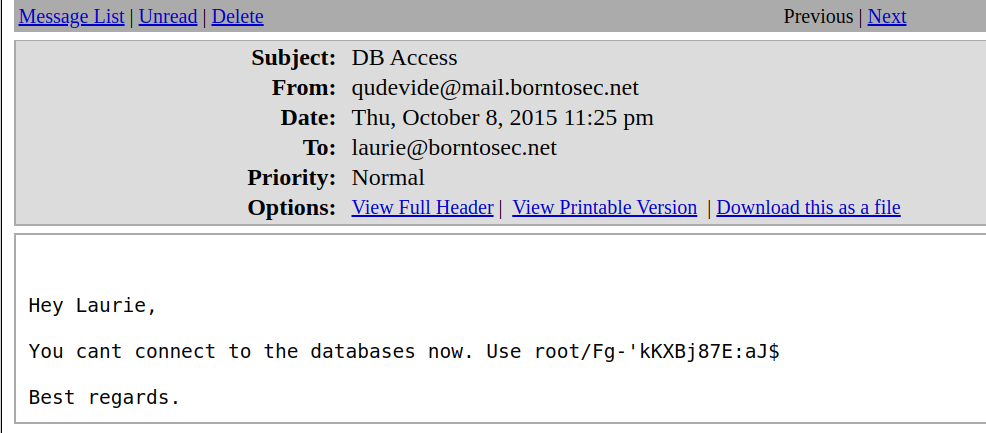 Message List | Unread | Delete Previous | Next
Subject: DB Access
From: qudevide@mail.borntosec.net
Date: Thu, October 8, 2015 11:25 pm
To: laurie@borntosec.net
Priority: Normal
Options: View Full Header | View Printable Version | Download this as a file
Hey Laurie,
You cant connect to the databases now. Use root/Fg-'kKXBj87E:aJ$
Best regards.